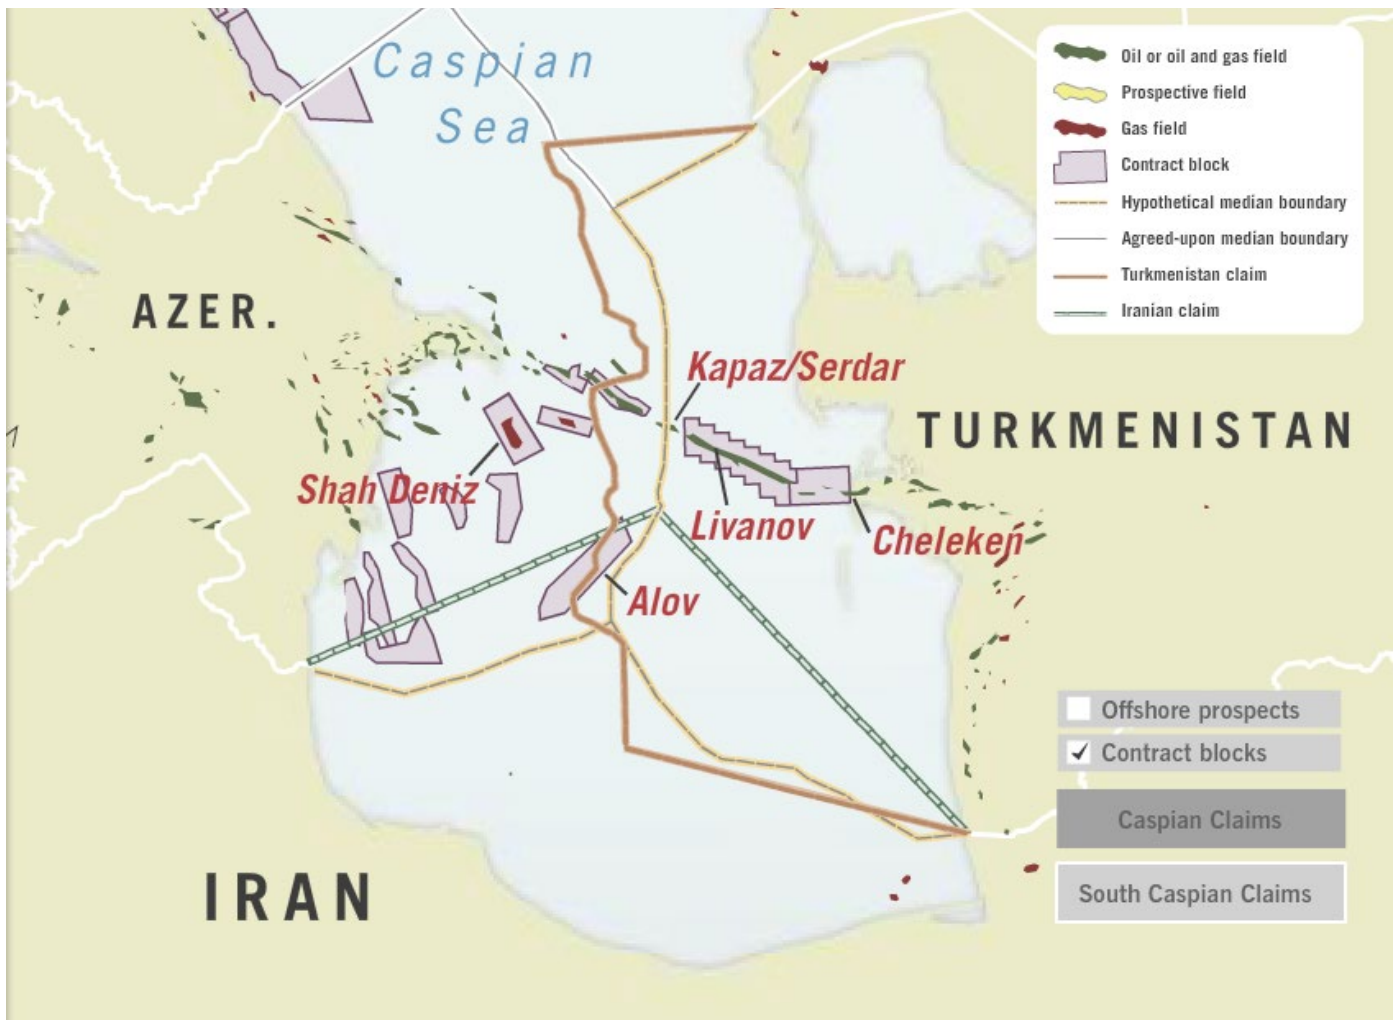 Caspian
Sea
Oil or oil and gas field
Prospective field
Gas field
Contract block
Hypothetical median boundary
Agreed-upon median boundary
Turkmenistan claim
Iranian claim
AZER.
Kapaz/Serdar
TURKMENISTAN
Shah Deniz
Livanov
Cheleken
Alov
Offshore prospects
Contract blocks
Caspian Claims
South Caspian Claims
IRAN